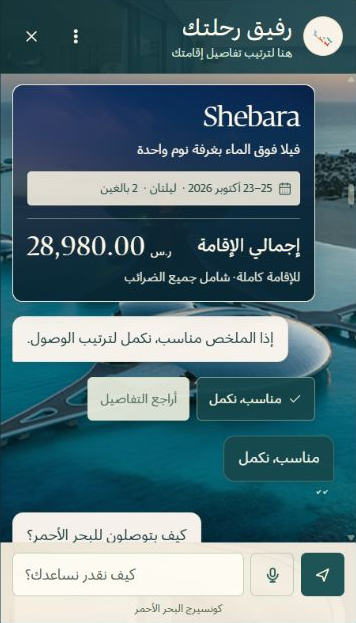 رفيق رحلتك
هنا لترتيب تفاصيل إقامتك
Shebara
فيلا فوق الماء بغرفة نوم واحدة
23–25 أكتوبر 2026 · ليلتان · 2 بالغين
إجمالي الإقامة 28,980.00 ر.س
للإقامة كاملة · شامل جميع الضرائب
إذا الملخص مناسب، نكمل لترتيب الوصول.
مناسب، نكمل
أراجع التفاصيل
مناسب، نكمل
كيف بتوصلون للبحر الأحمر؟
كيف نقدر نساعدك؟
كونسيرج البحر الأحمر